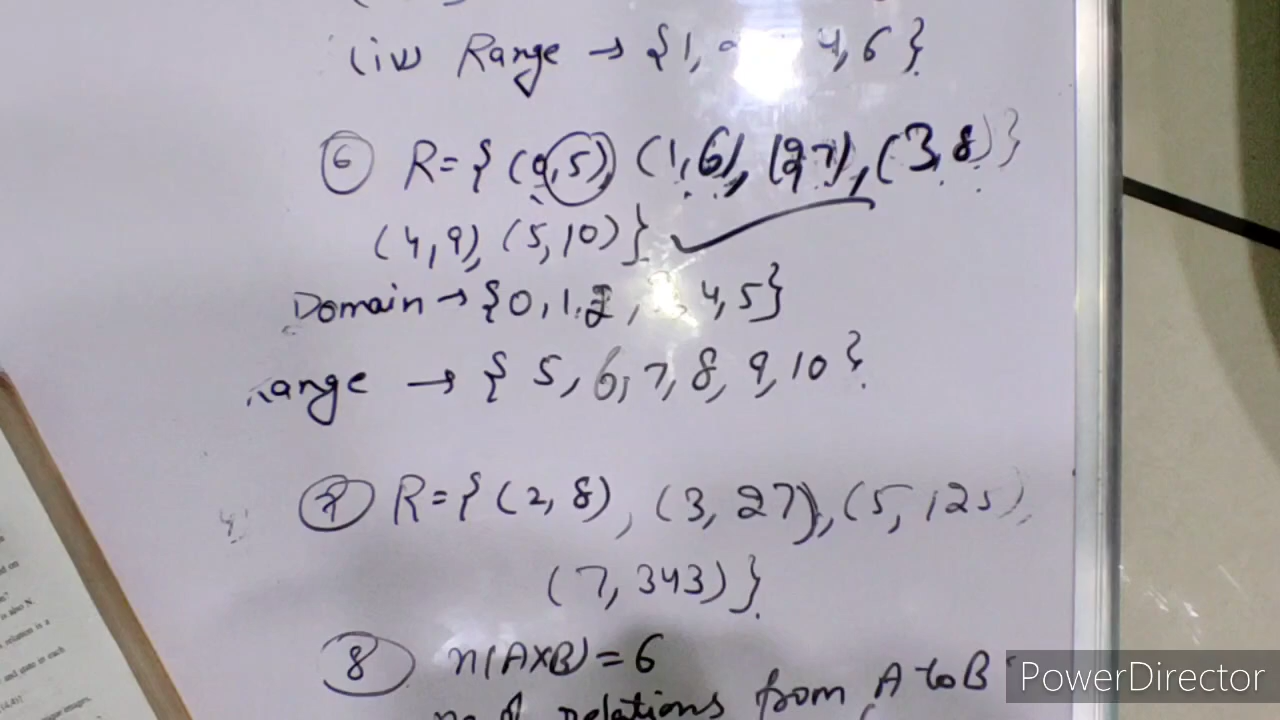 (iv) Range → {1, 4, 6}
⑥ R = { (0,5), (1,6), (2,7), (3,8) }
(4,9), (5,10) }
Domain → {0, 1, 2, 4, 5}
Range → { 5, 6, 7, 8, 9, 10 }.
⑦ R = { (2, 8), (3, 27), (5, 125),
(7, 343) }.
⑧ n(A×B) = 6
no of relations from A to B
PowerDirector